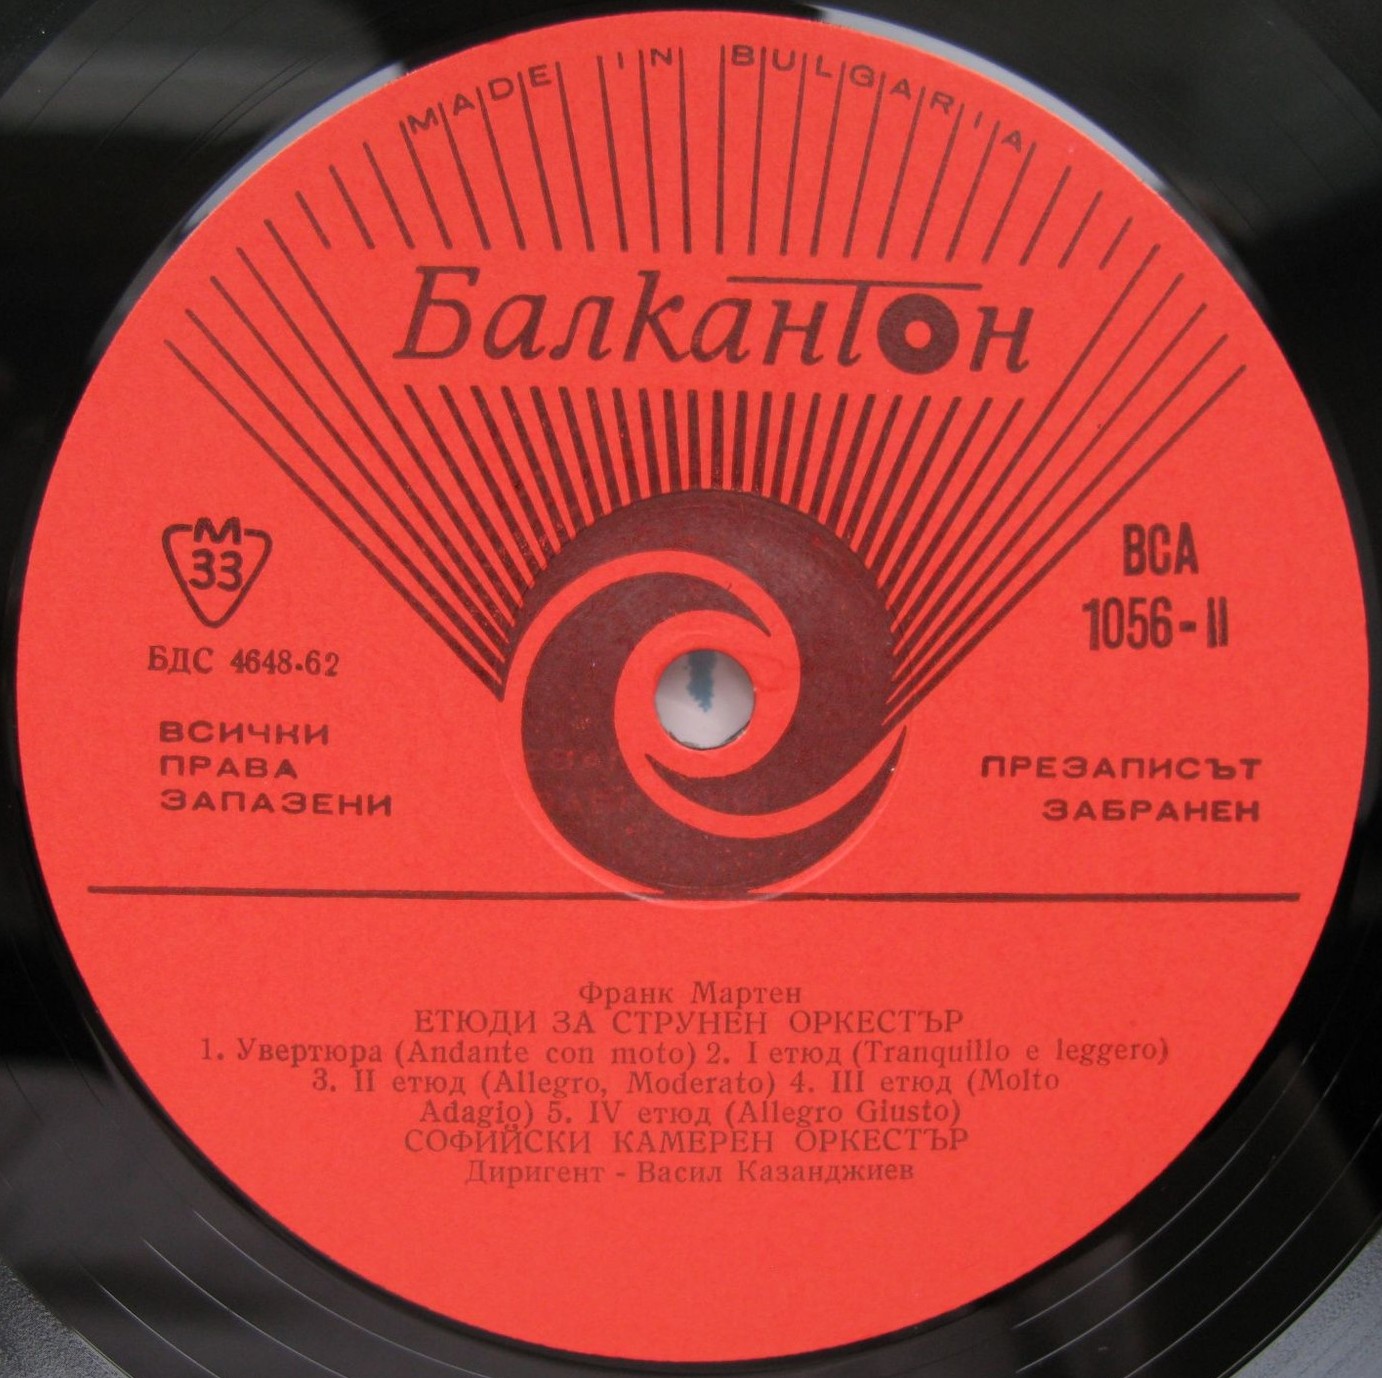 MADE IN BULGARIA
Балкантон
М
33
БДС 4648-62
ВСИЧКИ
ПРАВА
ЗАПАЗЕНИ
ВСА
1056-II
ПРЕЗАПИСЪТ
ЗАБРАНЕН
Франк Мартен
ЕТЮДИ ЗА СТРУНЕН ОРКЕСТЪР
1. Увертюра (Andante con moto) 2. I етюд (Tranquillo e leggero)
3. II етюд (Allegro, Moderato) 4. III етюд (Molto
Adagio) 5. IV етюд (Allegro Giusto)
СОФИЙСКИ КАМЕРЕН ОРКЕСТЪР
Диригент - Васил Казанджиев